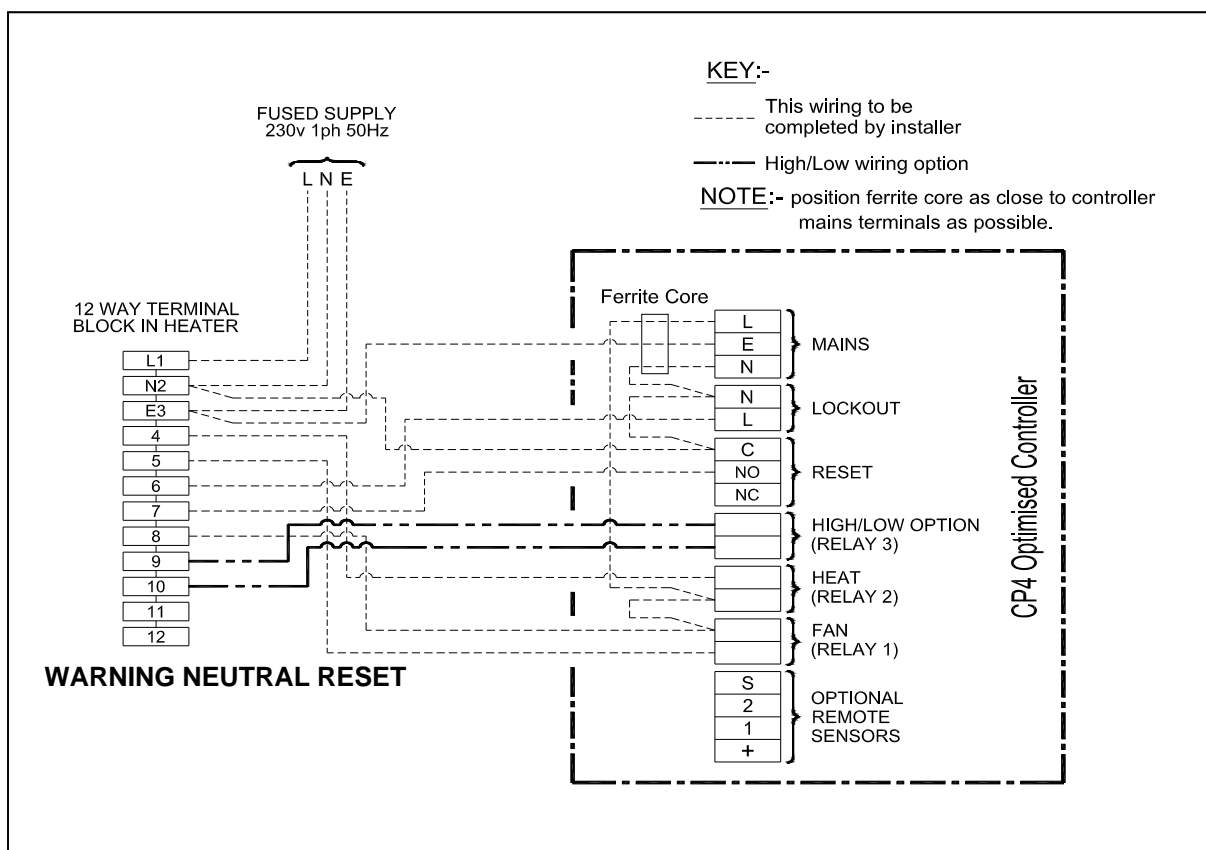 KEY:-
This wiring to be
completed by installer
High/Low wiring option
NOTE:- position ferrite core as close to controller
mains terminals as possible.
FUSED SUPPLY
230v 1ph 50Hz
L N E
12 WAY TERMINAL
BLOCK IN HEATER
L1
N2
E3
4
5
6
7
8
9
10
11
12
WARNING NEUTRAL RESET
Ferrite Core
L
E
N
MAINS
N
L
LOCKOUT
C
NO
NC
RESET
HIGH/LOW OPTION
(RELAY 3)
HEAT
(RELAY 2)
FAN
(RELAY 1)
S
2
1
+
OPTIONAL
REMOTE
SENSORS
CP4 Optimised Controller